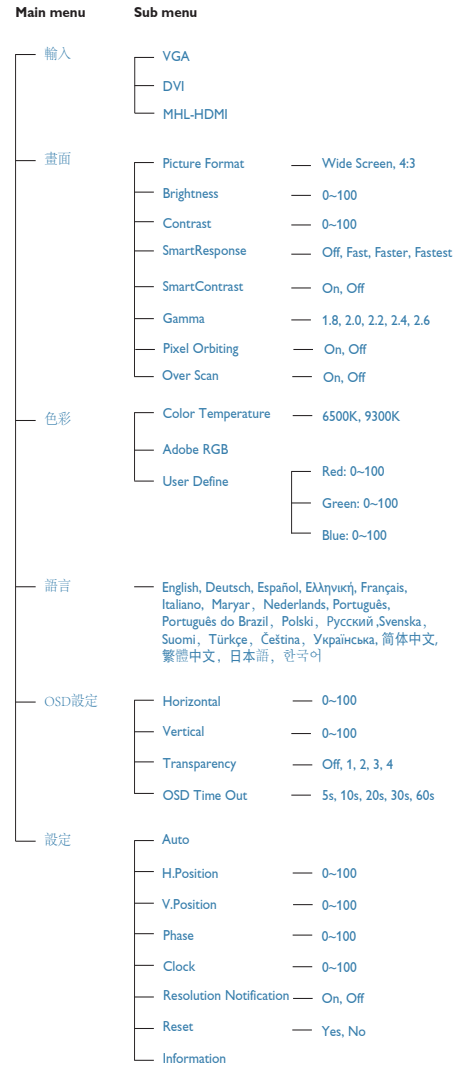 Main menu Sub menu
輸入
VGA
DVI
MHL-HDMI
畫面
Picture Format Wide Screen, 4:3
Brightness 0~100
Contrast 0~100
SmartResponse Off, Fast, Faster, Fastest
SmartContrast On, Off
Gamma 1.8, 2.0, 2.2, 2.4, 2.6
Pixel Orbiting On, Off
Over Scan On, Off
色彩
Color Temperature 6500K, 9300K
Adobe RGB
User Define
Red: 0~100
Green: 0~100
Blue: 0~100
語言
English, Deutsch, Español, Ελληνική, Français,
Italiano, Maryar, Nederlands, Português,
Português do Brazil, Polski, Русский ,Svenska,
Suomi, Türkçe, Čeština, Українська, 简体中文,
繁體中文, 日本語, 한국어
OSD設定
Horizontal 0~100
Vertical 0~100
Transparency Off, 1, 2, 3, 4
OSD Time Out 5s, 10s, 20s, 30s, 60s
設定
Auto
H.Position 0~100
V.Position 0~100
Phase 0~100
Clock 0~100
Resolution Notification On, Off
Reset Yes, No
Information